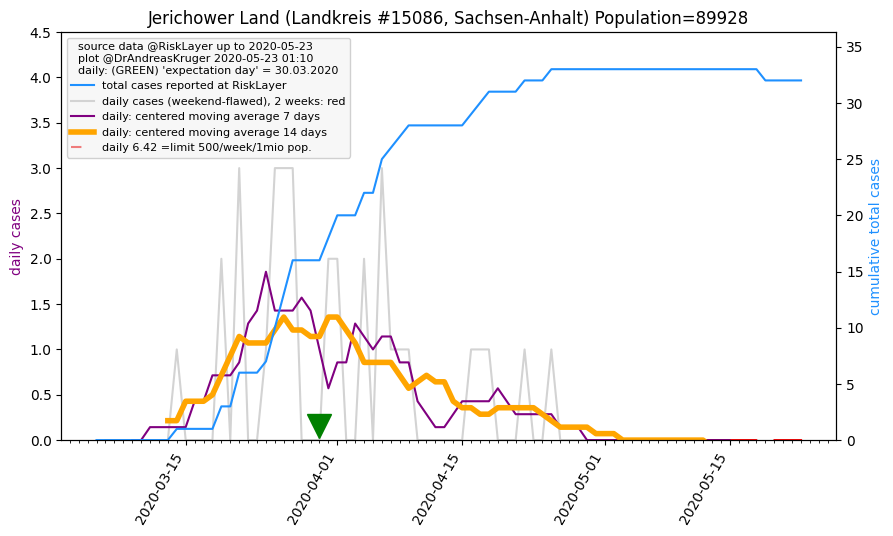 Jerichower Land (Landkreis #15086, Sachsen-Anhalt) Population=89928
source data @RiskLayer up to 2020-05-23
plot @DrAndreasKruger 2020-05-23 01:10
daily: (GREEN) 'expectation day' = 30.03.2020
total cases reported at RiskLayer
daily cases (weekend-flawed), 2 weeks: red
daily: centered moving average 7 days
daily: centered moving average 14 days
daily 6.42 =limit 500/week/1mio pop.
daily cases
4.5
4.0
3.5
3.0
2.5
2.0
1.5
1.0
0.5
0.0
35
30
25
20
15
10
5
0
cumulative total cases
2020-03-15
2020-04-01
2020-04-15
2020-05-01
2020-05-15